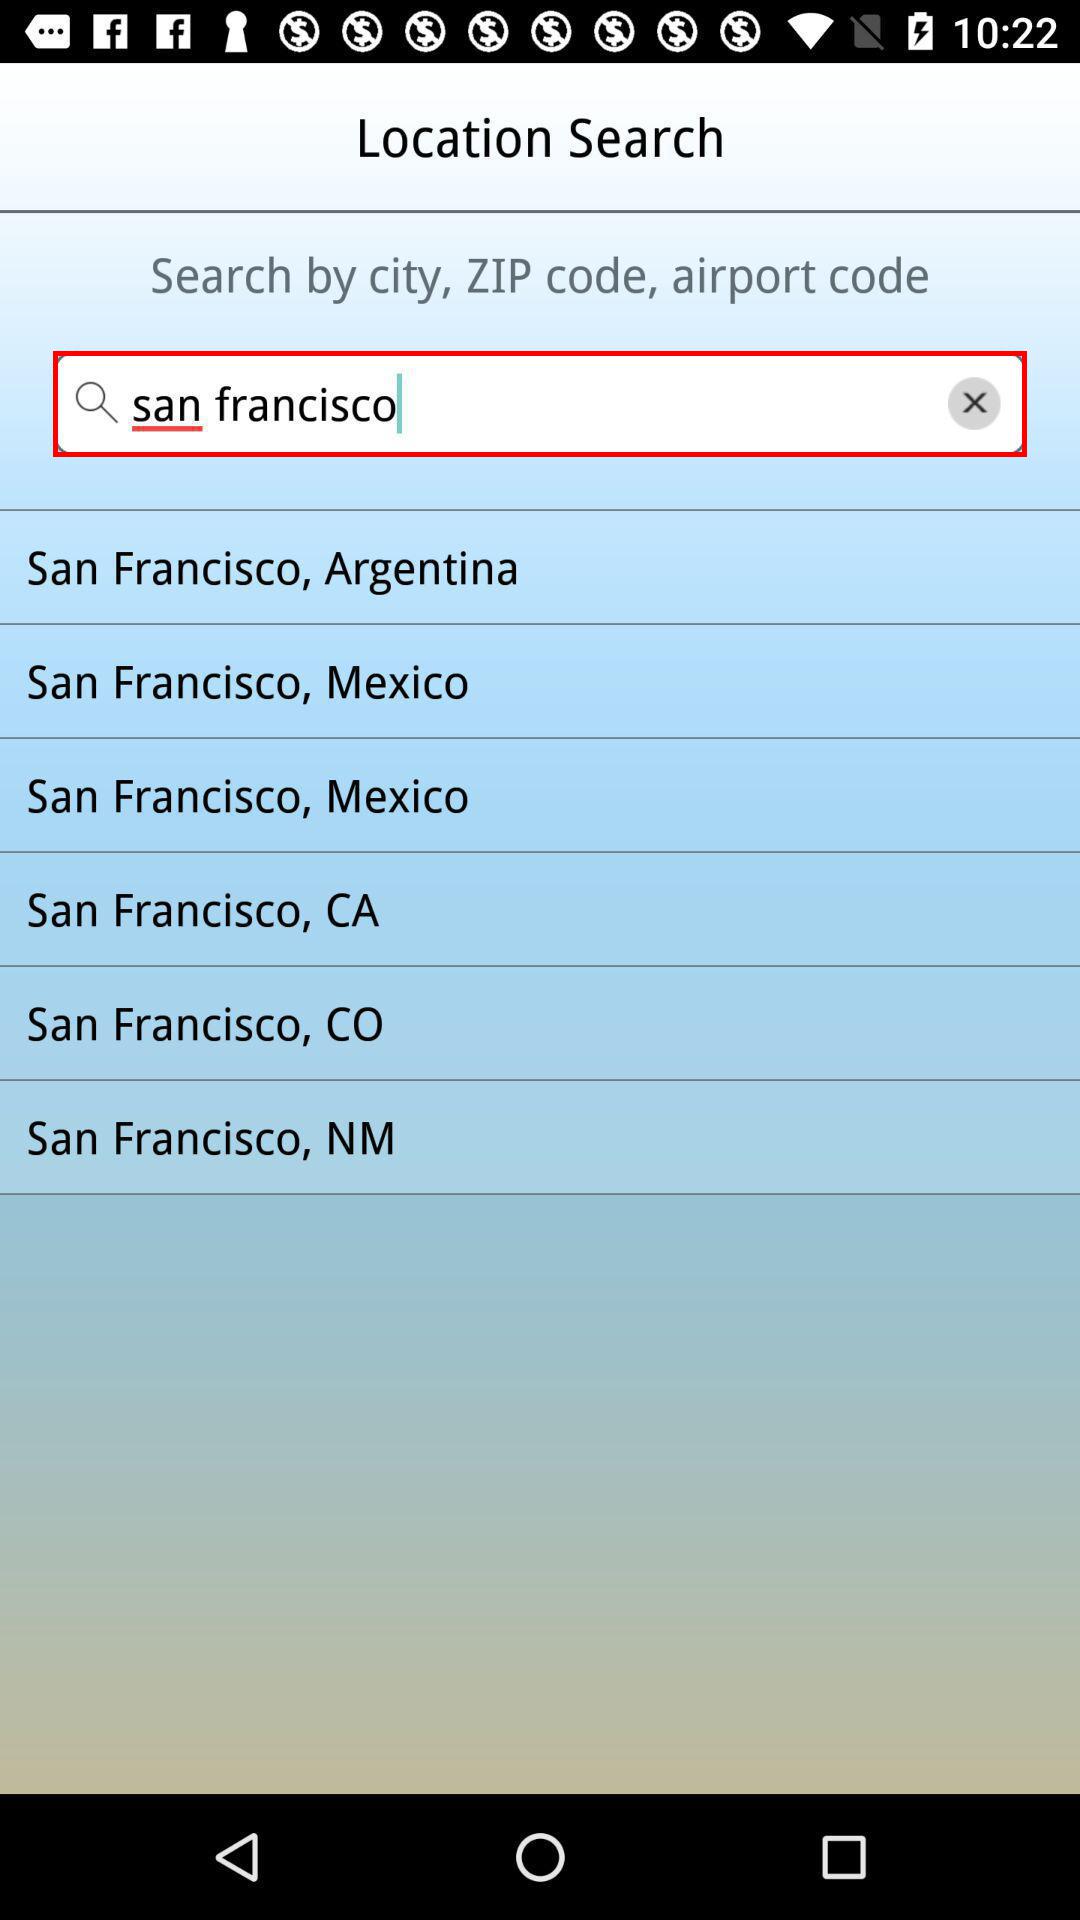 10:22
Location Search
Search by city, ZIP code, airport code
san francisco
San Francisco, Argentina
San Francisco, Mexico
San Francisco, Mexico
San Francisco, CA
San Francisco, CO
San Francisco, NM